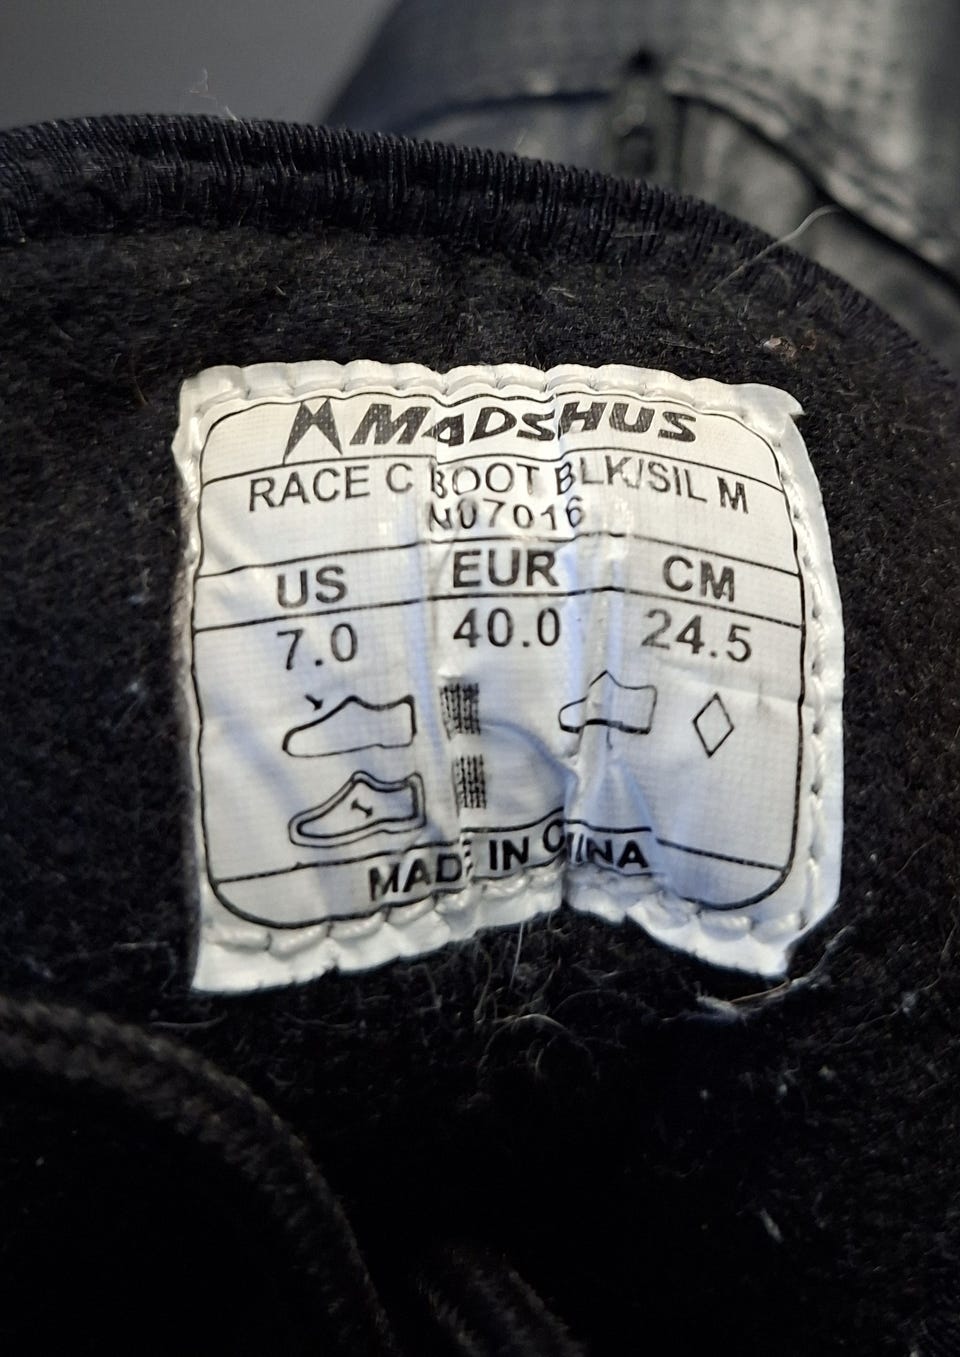 MADSHUS
RACE C BOOT BLK/SIL M
N07016
US EUR CM
7.0 40.0 24.5
MADE IN CHINA